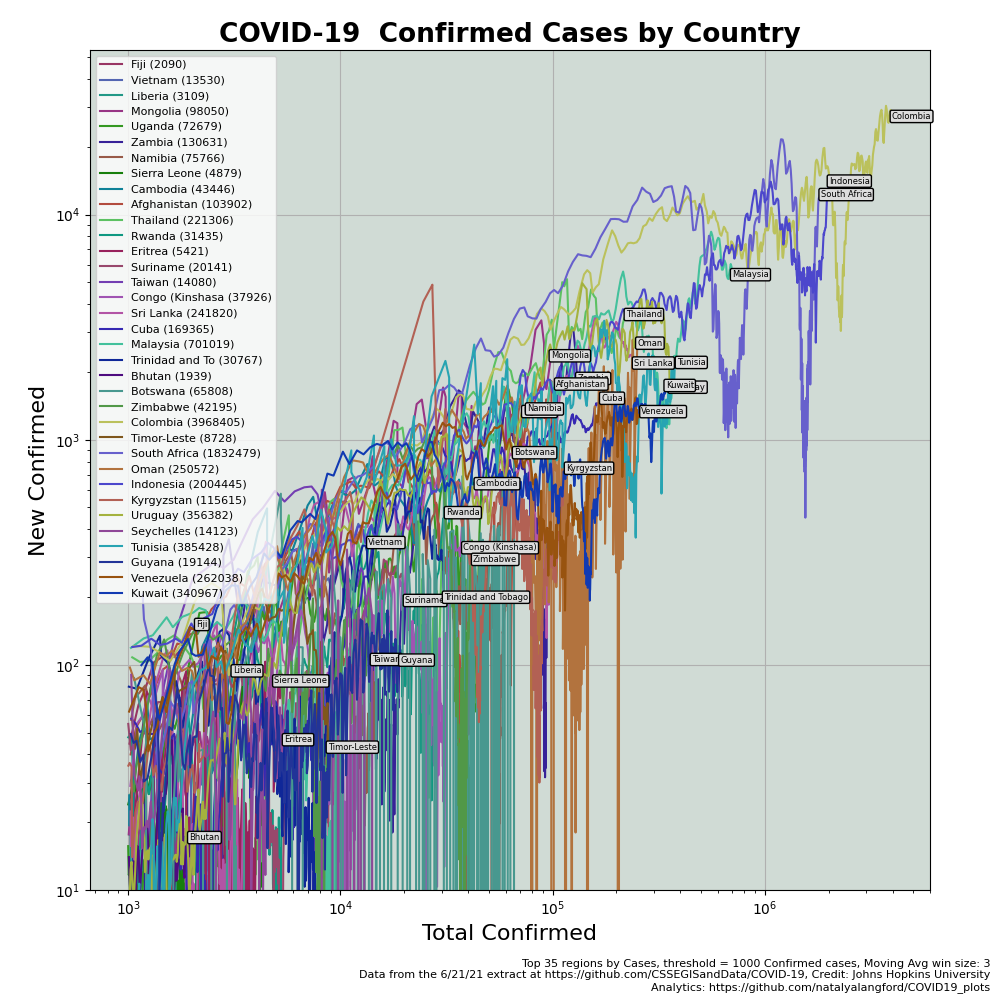 COVID-19  Confirmed Cases by Country
Fiji (2090)
Vietnam (13530)
Liberia (3109)
Mongolia (98050)
Uganda (72679)
Zambia (130631)
Namibia (75766)
Sierra Leone (4879)
Cambodia (43446)
Afghanistan (103902)
Thailand (221306)
Rwanda (31435)
Eritrea (5421)
Suriname (20141)
Taiwan (14080)
Congo (Kinshasa (37926)
Sri Lanka (241820)
Cuba (169365)
Malaysia (701019)
Trinidad and To (30767)
Bhutan (1939)
Botswana (65808)
Zimbabwe (42195)
Colombia (3968405)
Timor-Leste (8728)
South Africa (1832479)
Oman (250572)
Indonesia (2004445)
Kyrgyzstan (115615)
Uruguay (356382)
Seychelles (14123)
Tunisia (385428)
Guyana (19144)
Venezuela (262038)
Kuwait (340967)
Colombia
Indonesia
South Africa
Malaysia
Thailand
Oman
Mongolia
Sri Lanka
Tunisia
Afghanistan
Kuwait
Cuba
Namibia
Venezuela
Botswana
Kyrgyzstan
Cambodia
Rwanda
Vietnam
Congo (Kinshasa)
Zimbabwe
Suriname
Trinidad and Tobago
Fiji
Liberia
Taiwan
Guyana
Sierra Leone
Eritrea
Timor-Leste
Bhutan
10⁴
10³
10²
10¹
New Confirmed
10³ 10⁴ 10⁵ 10⁶
Total Confirmed
Top 35 regions by Cases, threshold = 1000 Confirmed cases, Moving Avg win size: 3
Data from the 6/21/21 extract at https://github.com/CSSEGISandData/COVID-19, Credit: Johns Hopkins University
Analytics: https://github.com/natalyalangford/COVID19_plots